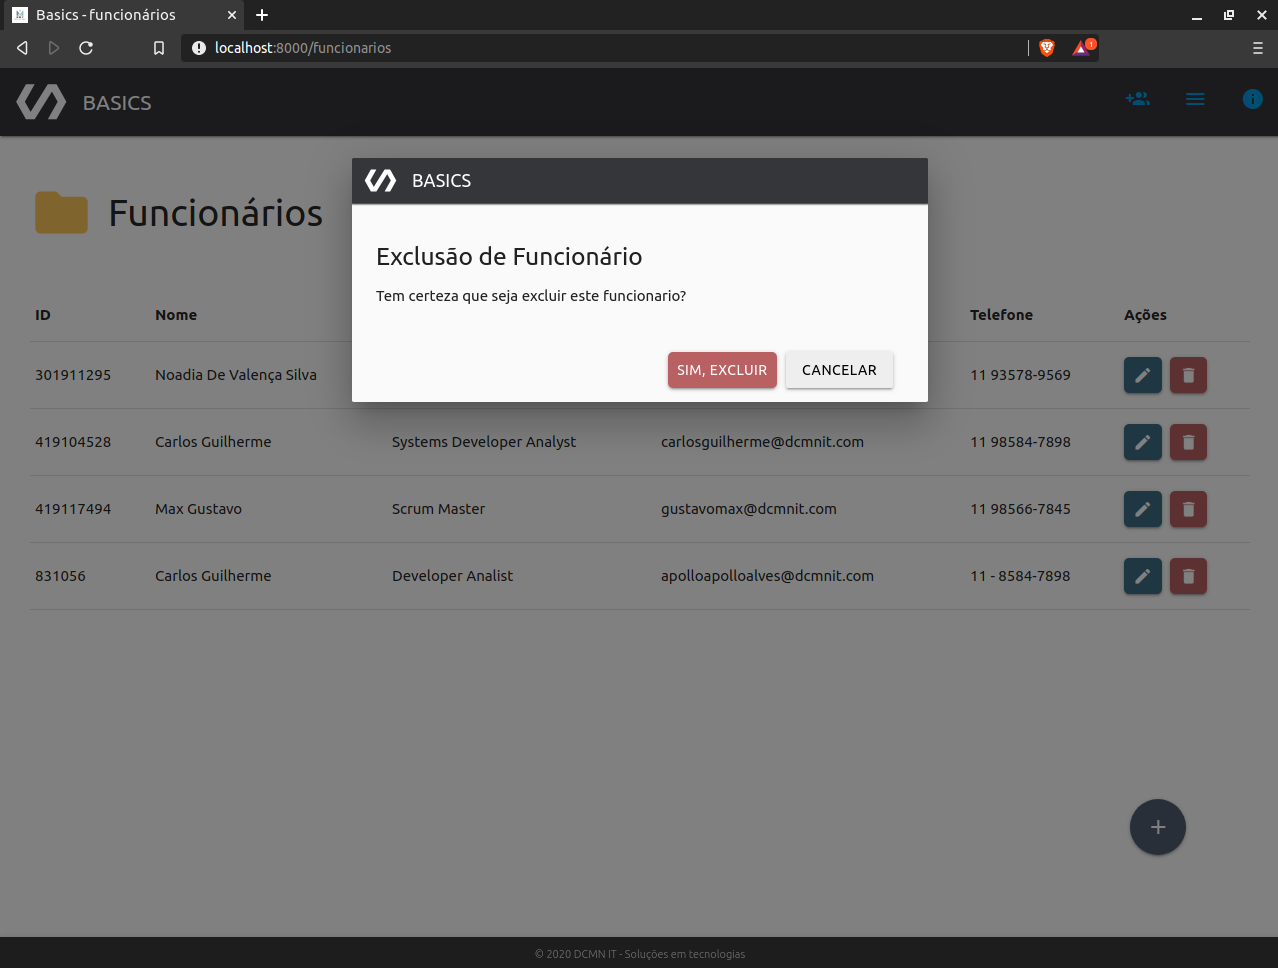 Basics - funcionários
localhost:8000/funcionarios
1
BASICS
BASICS
Funcionários
Exclusão de Funcionário
Tem certeza que seja excluir este funcionario?
SIM, EXCLUIR CANCELAR
ID Nome Telefone Ações
301911295 Noadia De Valença Silva 11 93578-9569
419104528 Carlos Guilherme Systems Developer Analyst carlosguilherme@dcmnit.com 11 98584-7898
419117494 Max Gustavo Scrum Master gustavomax@dcmnit.com 11 98566-7845
831056 Carlos Guilherme Developer Analist apolloapolloalves@dcmnit.com 11 - 8584-7898
© 2020 DCMN IT - Soluções em tecnologias